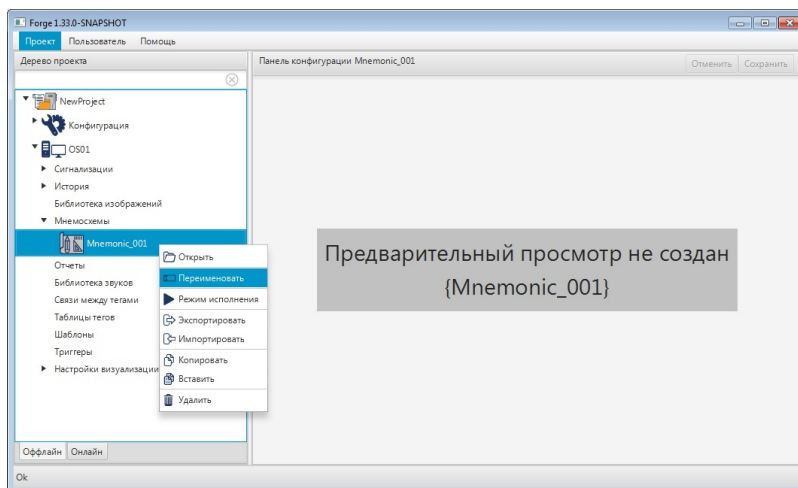 Forge 1.33.0-SNAPSHOT
Проект Пользователь Помощь
Дерево проекта
Панель конфигурации Mnemonic_001
Отменить Сохранить
NewProject
Конфигурация
OS01
Сигнализации
История
Библиотека изображений
Мнемосхемы
Mnemonic_001
Отчеты
Библиотека звуков
Связи между тегами
Таблицы тегов
Шаблоны
Триггеры
Настройки визуализации
Открыть
Переименовать
Режим исполнения
Экспортировать
Импортировать
Копировать
Вставить
Удалить
Предварительный просмотр не создан
{Mnemonic_001}
Оффлайн Онлайн
Ok